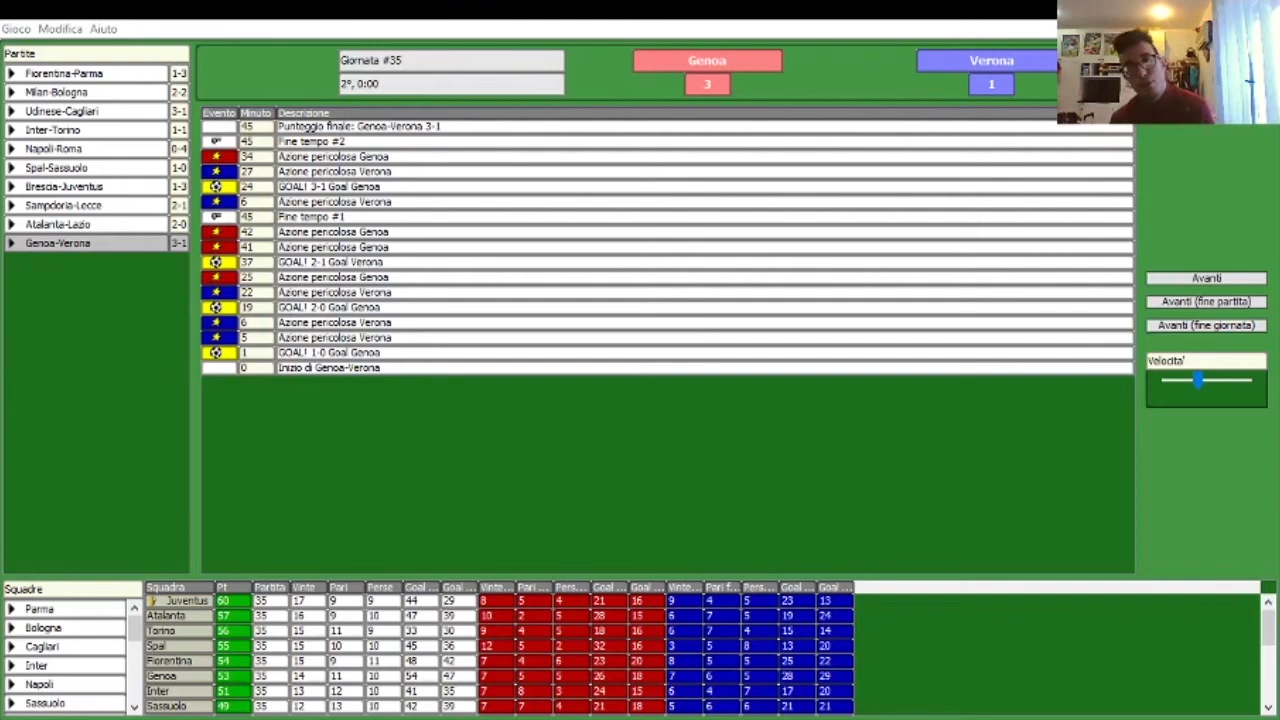 Gioco Modifica Aiuto
Partite
Fiorentina-Parma 1-3
Milan-Bologna 2-2
Udinese-Cagliari 3-1
Inter-Torino 1-1
Napoli-Roma 0-4
Spal-Sassuolo 1-0
Brescia-Juventus 1-3
Sampdoria-Lecce 2-1
Atalanta-Lazio 2-0
Genoa-Verona 3-1
Giornata #35
2°, 0:00
Genoa
3
Verona
1
Evento Minuto Descrizione
45 Punteggio finale: Genoa-Verona 3-1
45 Fine tempo #2
34 Azione pericolosa Genoa
27 Azione pericolosa Verona
24 GOAL! 3-1 Goal Genoa
6 Azione pericolosa Verona
45 Fine tempo #1
42 Azione pericolosa Genoa
41 Azione pericolosa Genoa
37 GOAL! 2-1 Goal Verona
25 Azione pericolosa Genoa
22 Azione pericolosa Verona
19 GOAL! 2-0 Goal Genoa
6 Azione pericolosa Verona
5 Azione pericolosa Verona
1 GOAL! 1-0 Goal Genoa
0 Inizio di Genoa-Verona
Avanti
Avanti (fine partita)
Avanti (fine giornata)
Velocita'
Squadre
Parma
Bologna
Cagliari
Inter
Napoli
Sassuolo
Squadra Pt Partita Vinte Pari Perse Goal ... Goal ... Vinte... Pari ... Pers... Goal ... Goal ... Vinte... Pari f... Pers... Goal ... Goal ...
Juventus 60 35 17 9 9 44 29 8 5 4 21 16 9 4 5 23 13
Atalanta 57 35 16 9 10 47 39 10 2 5 28 15 6 7 5 19 24
Torino 56 35 15 11 9 33 30 9 4 5 18 16 6 7 4 15 14
Spal 55 35 15 10 10 45 36 12 5 2 32 16 3 5 8 13 20
Fiorentina 54 35 15 9 11 48 42 7 4 6 23 20 8 5 5 25 22
Genoa 53 35 14 11 10 54 47 7 5 5 26 18 7 6 5 28 29
Inter 51 35 13 12 10 41 35 7 8 3 24 15 6 4 7 17 20
Sassuolo 49 35 12 13 10 42 39 7 7 4 21 18 5 6 6 21 21